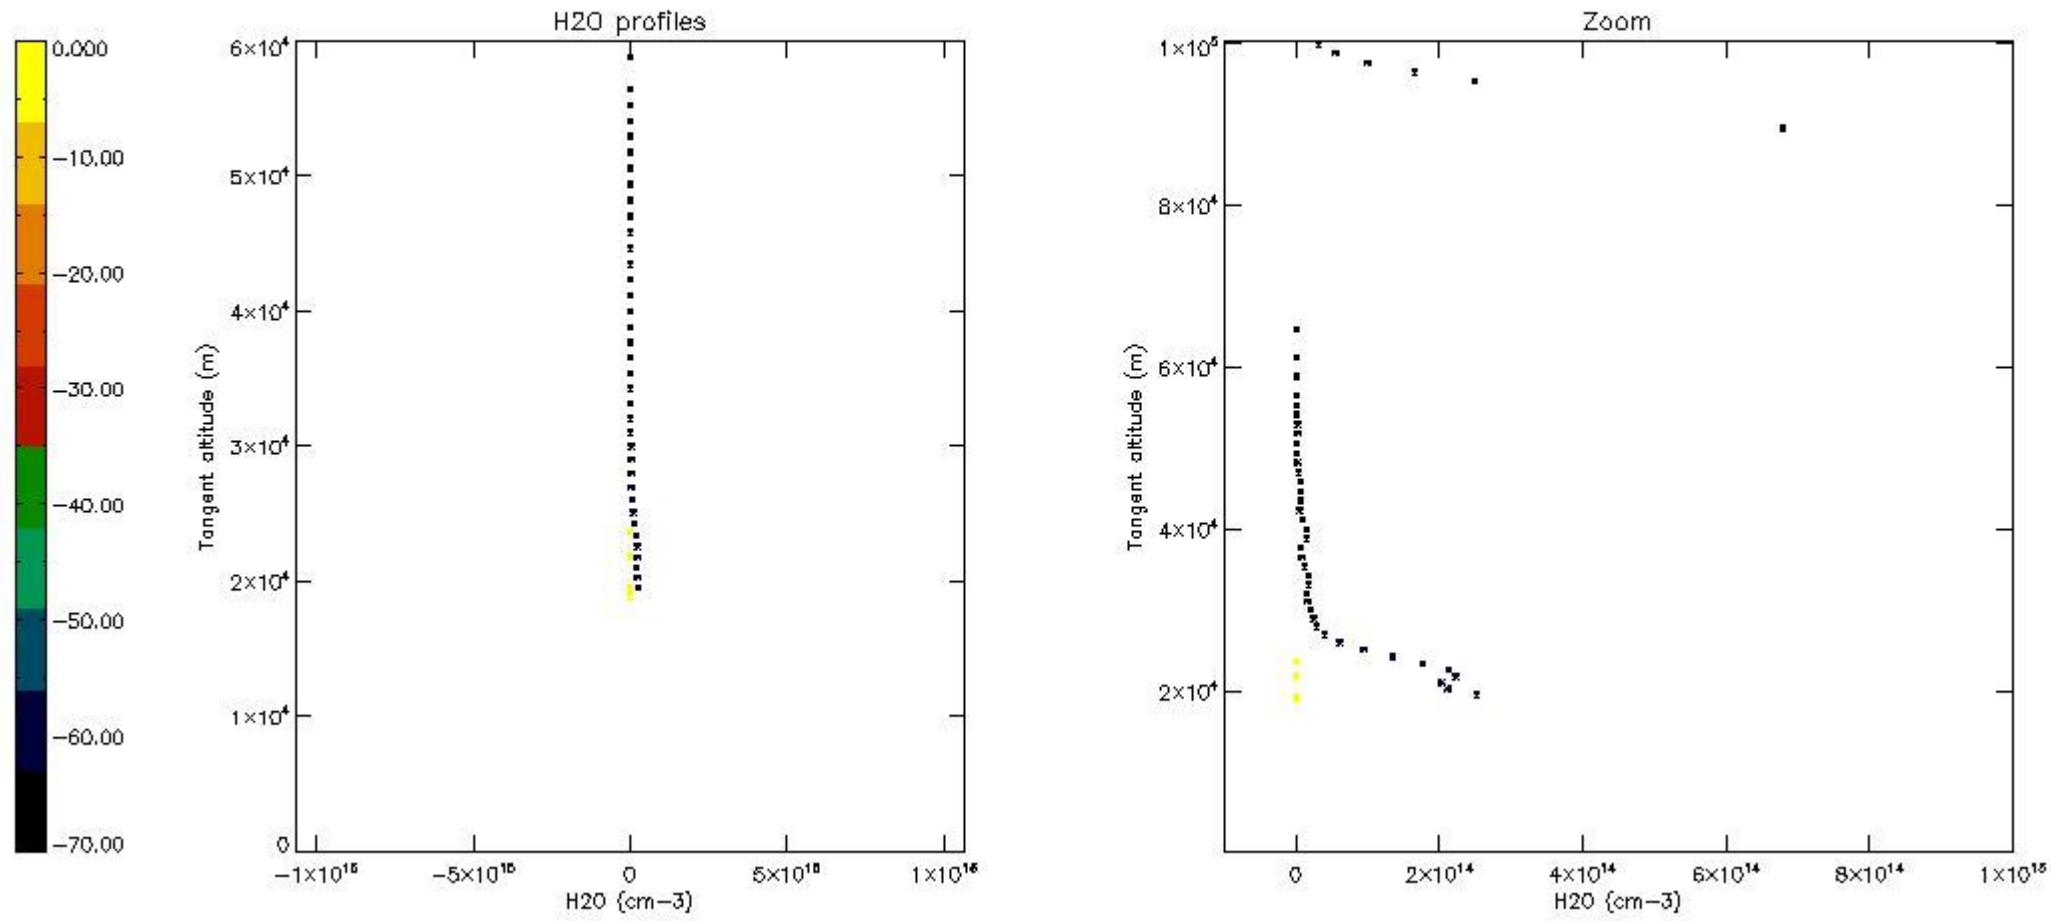 H2O profiles
0.000
−10.00
−20.00
−30.00
−40.00
−50.00
−60.00
−70.00
6×10⁴
5×10⁴
4×10⁴
3×10⁴
2×10⁴
1×10⁴
0
Tangent altitude (m)
−1×10¹⁶ −5×10¹⁵ 0 5×10¹⁵ 1×10¹⁶
H2O (cm−3)
Zoom
1×10⁵
8×10⁴
6×10⁴
4×10⁴
2×10⁴
Tangent altitude (m)
0 2×10¹⁴ 4×10¹⁴ 6×10¹⁴ 8×10¹⁴ 1×10¹⁵
H2O (cm−3)